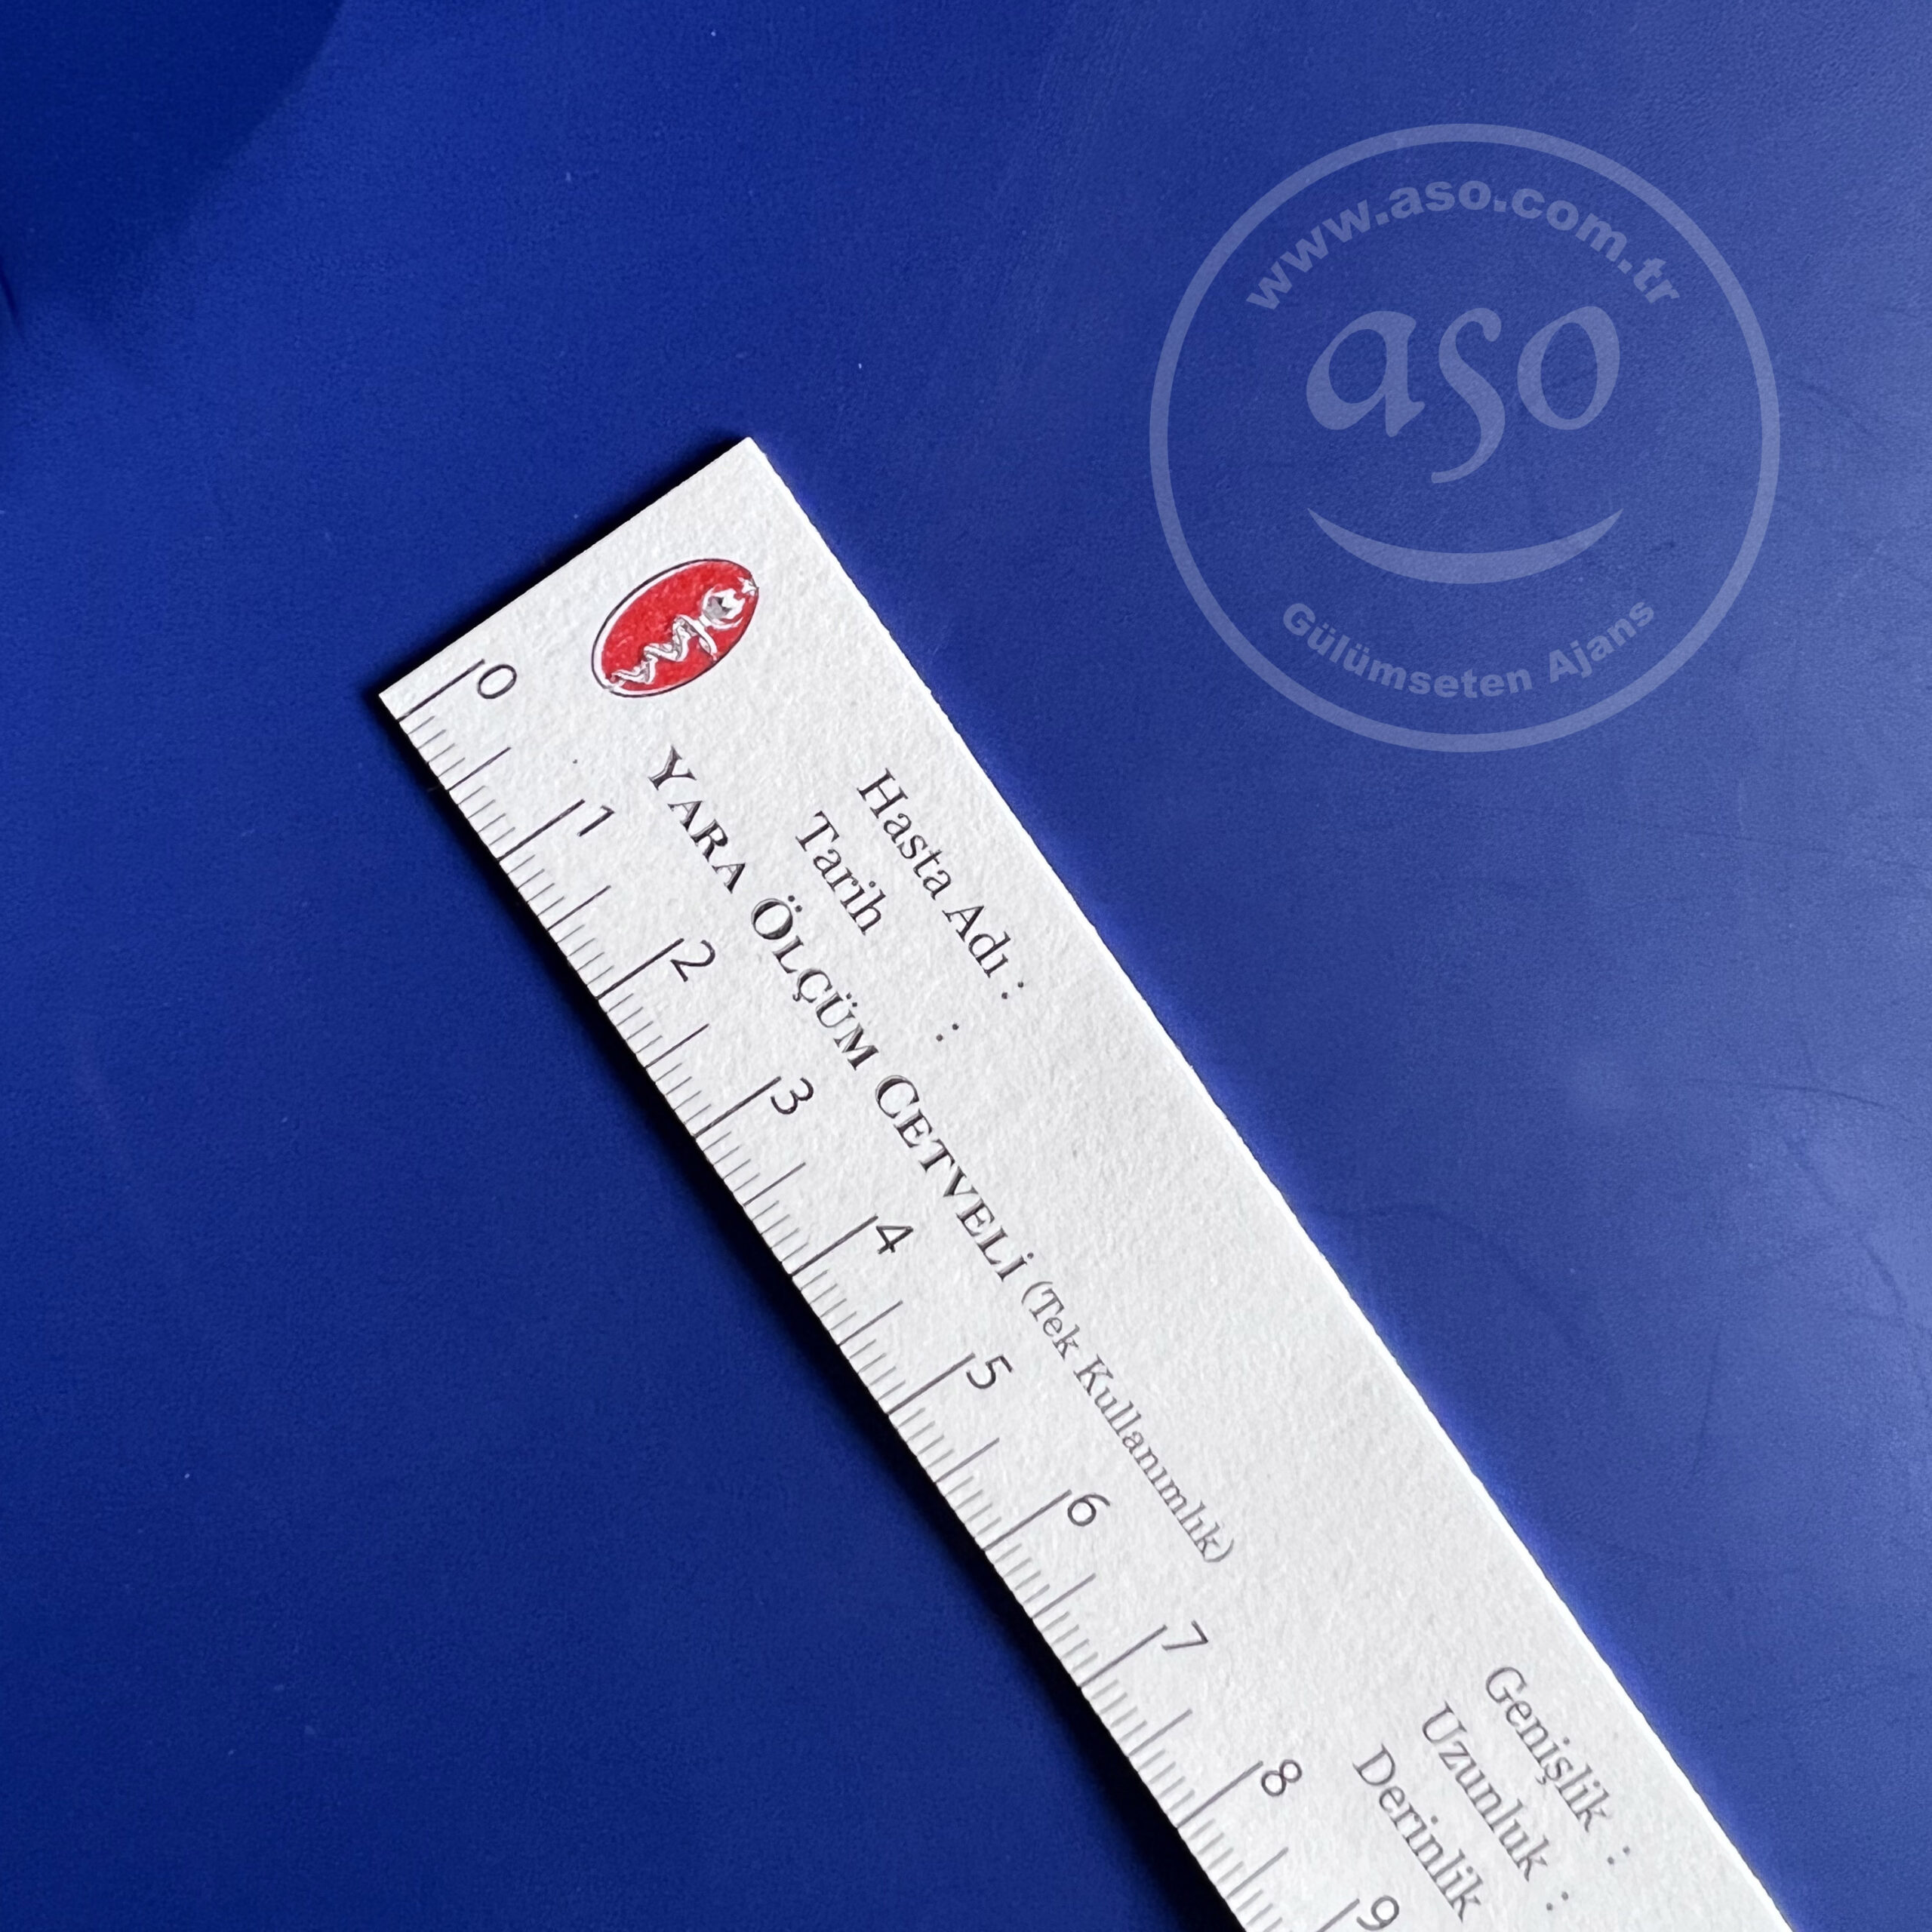 www.aso.com.tr
aso
Gülümseten Ajans
Hasta Adı :
Tarih :
YARA ÖLÇÜM CETVELİ (Tek Kullanımlık)
Genişlik :
Uzunluk :
Derinlik
0 1 2 3 4 5 6 7 8 9